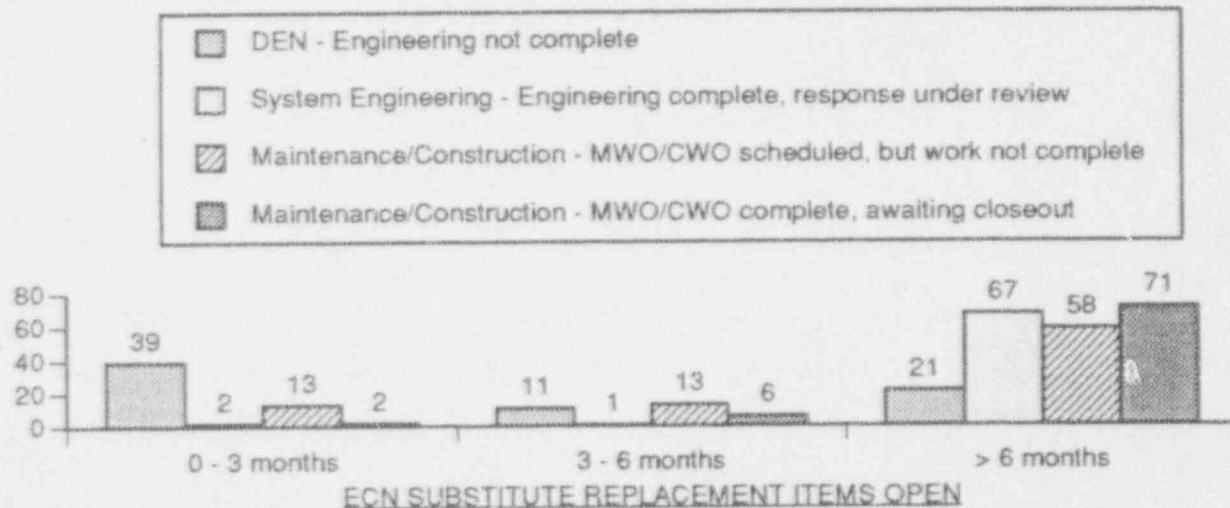 DEN - Engineering not complete
System Engineering - Engineering complete, response under review
Maintenance/Construction - MWO/CWO scheduled, but work not complete
Maintenance/Construction - MWO/CWO complete, awaiting closeout
80
60
40
20
0
39
2
13
2
11
1
13
6
21
67
58
71
0 - 3 months
3 - 6 months
> 6 months
ECN SUBSTITUTE REPLACEMENT ITEMS OPEN